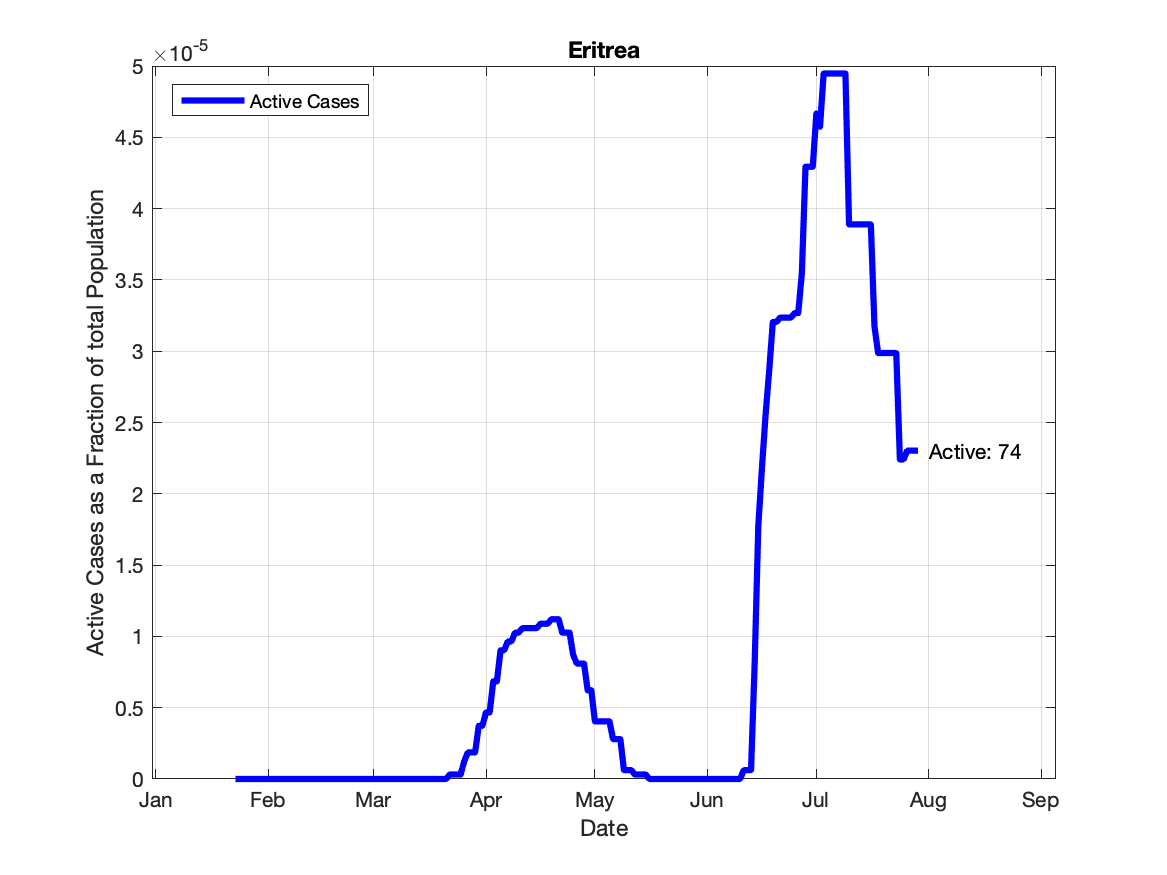 Eritrea
×10-5
Active Cases
5
4.5
4
3.5
3
2.5
2
1.5
1
0.5
0
Active Cases as a Fraction of total Population
Active: 74
Jan Feb Mar Apr May Jun Jul Aug Sep
Date